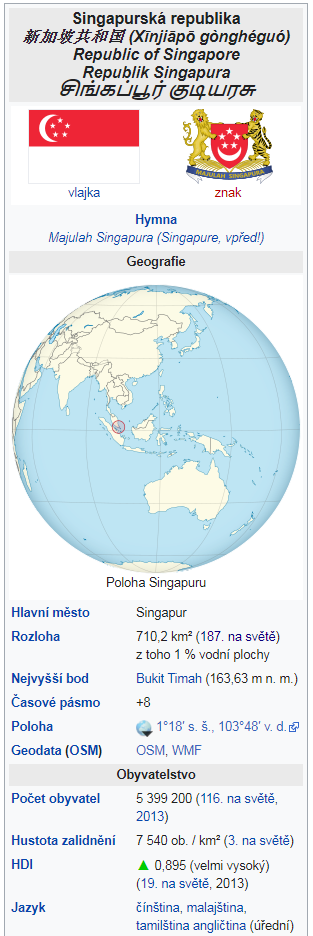 Singapurská republika
新加坡共和国 (Xīnjiāpō gònghéguó)
Republic of Singapore
Republik Singapura
சிங்கப்பூர் குடியரசு
MAJULAH SINGAPURA
vlajka znak
Hymna
Majulah Singapura (Singapure, vpřed!)
Geografie
Poloha Singapuru
Hlavní město Singapur
Rozloha 710,2 km² (187. na světě)
z toho 1 % vodní plochy
Nejvyšší bod Bukit Timah (163,63 m n. m.)
Časové pásmo +8
Poloha 1°18′ s. š., 103°48′ v. d.
Geodata (OSM) OSM, WMF
Obyvatelstvo
Počet obyvatel 5 399 200 (116. na světě,
2013)
Hustota zalidnění 7 540 ob. / km² (3. na světě)
HDI ▲ 0,895 (velmi vysoký)
(19. na světě, 2013)
Jazyk čínština, malajština,
tamilština angličtina (úřední)